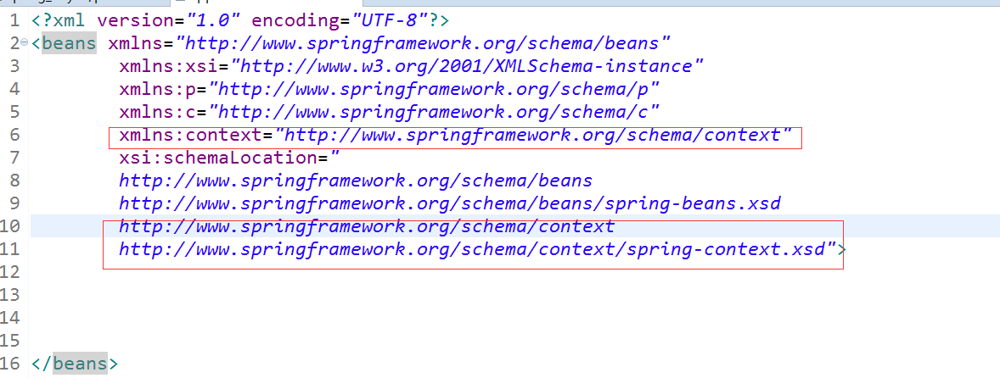 1 <?xml version="1.0" encoding="UTF-8"?>
2 <beans xmlns="http://www.springframework.org/schema/beans"
3 xmlns:xsi="http://www.w3.org/2001/XMLSchema-instance"
4 xmlns:p="http://www.springframework.org/schema/p"
5 xmlns:c="http://www.springframework.org/schema/c"
6 xmlns:context="http://www.springframework.org/schema/context"
7 xsi:schemaLocation="
8 http://www.springframework.org/schema/beans
9 http://www.springframework.org/schema/beans/spring-beans.xsd
10 http://www.springframework.org/schema/context
11 http://www.springframework.org/schema/context/spring-context.xsd">
12
13
14
15
16 </beans>